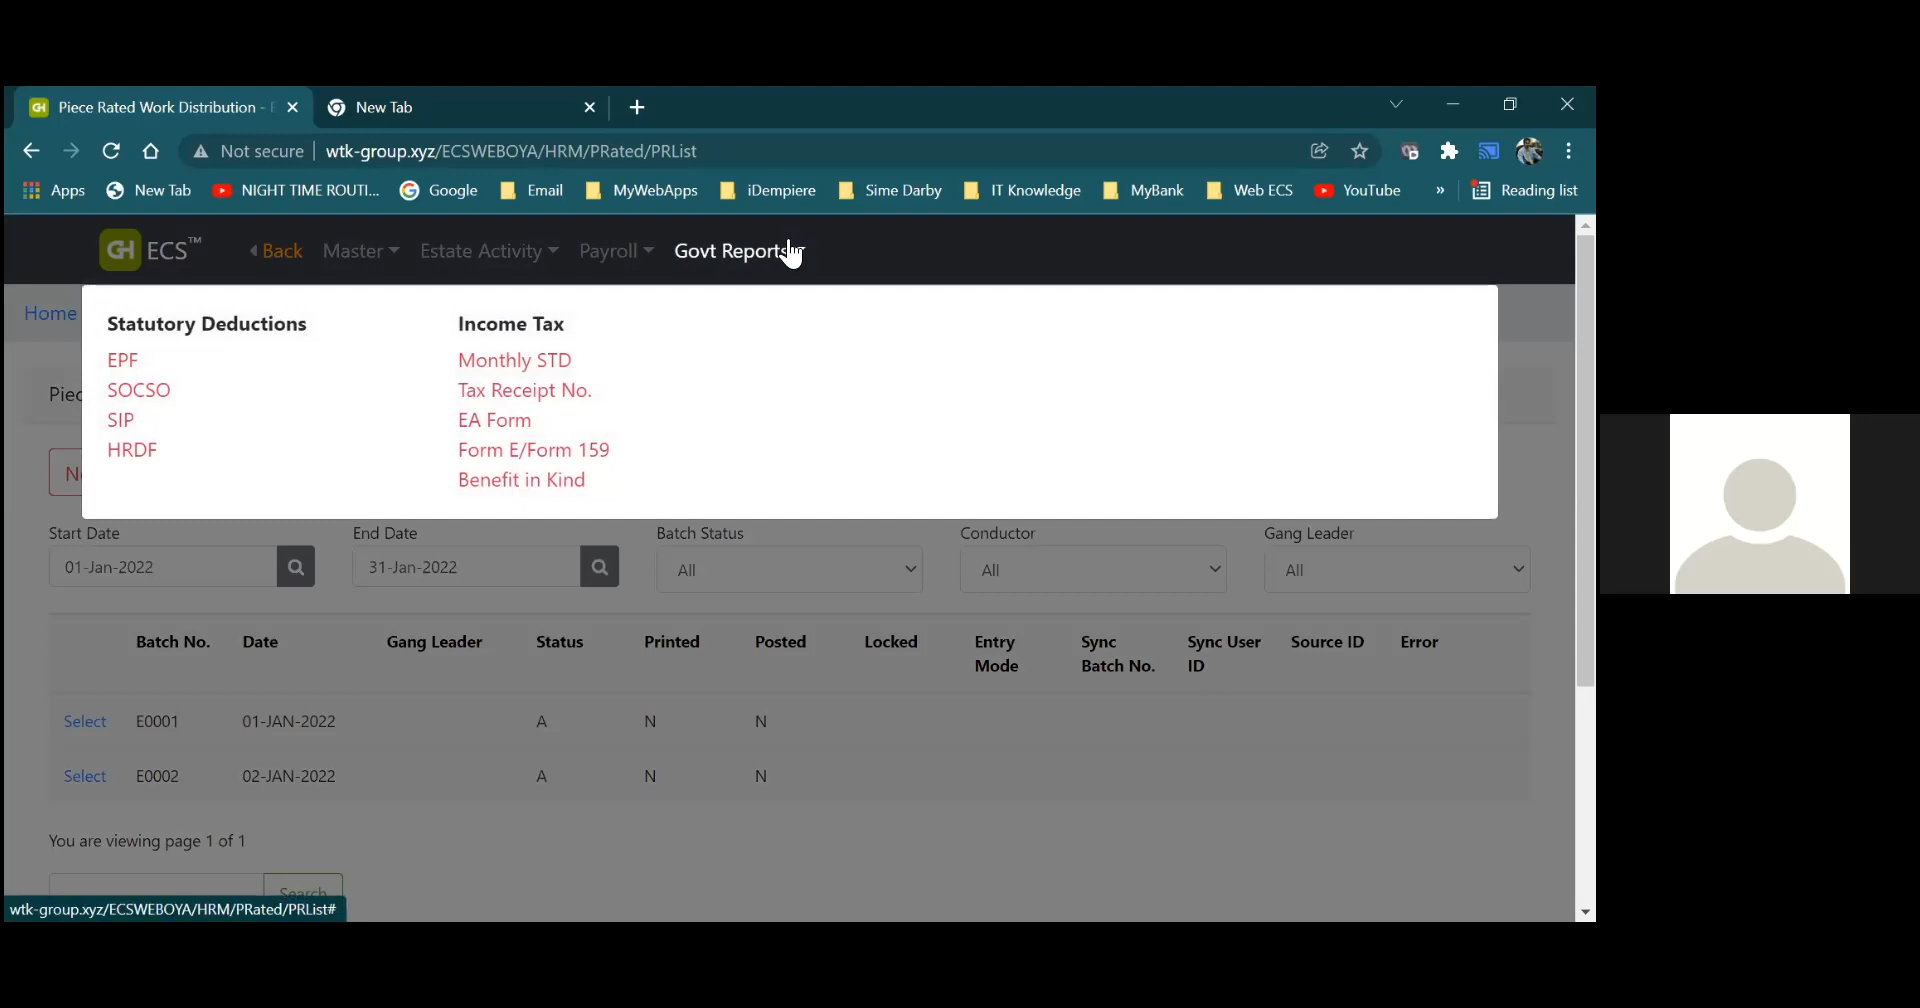 Piece Rated Work Distribution - E
New Tab
Not secure
wtk-group.xyz/ECSWEBOYA/HRM/PRated/PRList
Apps
New Tab
NIGHT TIME ROUTI...
Google
Email
MyWebApps
iDempiere
Sime Darby
IT Knowledge
MyBank
Web ECS
YouTube
»
Reading list
GH ECS™
Back
Master
Estate Activity
Payroll
Govt Reports
Home
Statutory Deductions
EPF
SOCSO
SIP
HRDF
Income Tax
Monthly STD
Tax Receipt No.
EA Form
Form E/Form 159
Benefit in Kind
Start Date
End Date
Batch Status
Conductor
Gang Leader
01-Jan-2022
31-Jan-2022
All
All
All
Batch No.
Date
Gang Leader
Status
Printed
Posted
Locked
Entry
Mode
Sync
Batch No.
Sync User
ID
Source ID
Error
Select E0001 01-JAN-2022 A N N
Select E0002 02-JAN-2022 A N N
You are viewing page 1 of 1
Search
wtk-group.xyz/ECSWEBOYA/HRM/PRated/PRList#